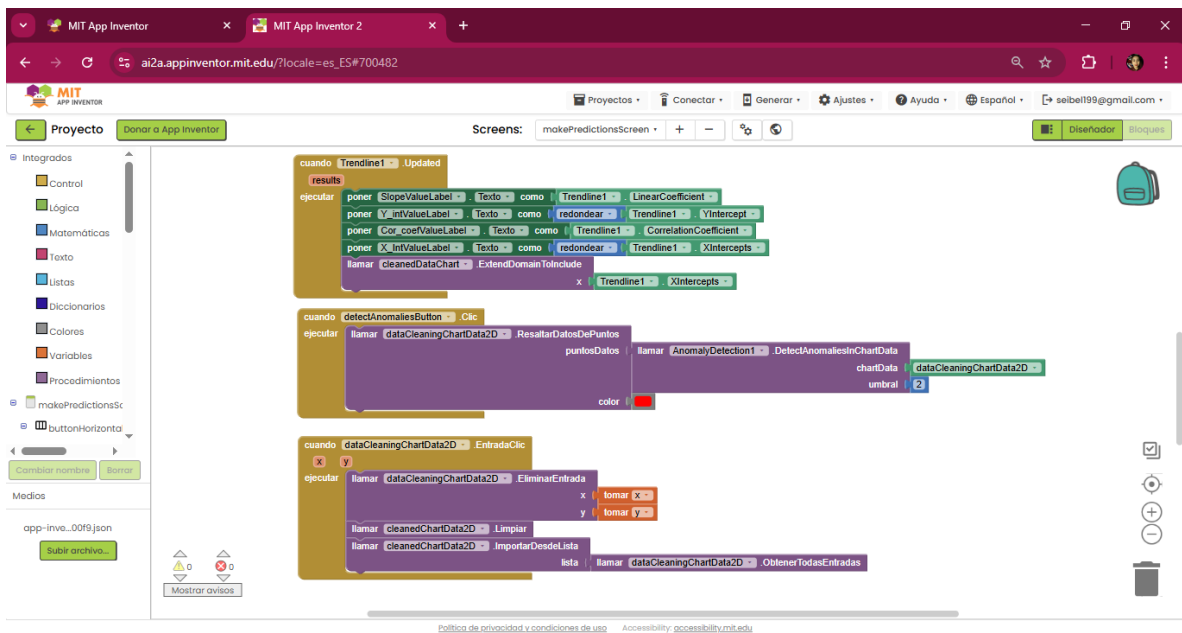 MIT App Inventor
MIT App Inventor 2
ai2a.appinventor.mit.edu/?locale=es_ES#700482
MIT
APP INVENTOR
Proyectos
Conectar
Generar
Ajustes
Ayuda
Español
seibel199@gmail.com
Proyecto
Donar a App Inventor
Screens:
makePredictionsScreen
Diseñador
Bloques
Integrados
Control
Lógica
Matemáticas
Texto
Listas
Diccionarios
Colores
Variables
Procedimientos
makePredictionsSc
buttonHorizonta
Cambiar nombre
Borrar
Medios
app-inve...00f9.json
Subir archivo...
cuando Trendline1 .Updated
results
ejecutar poner SlopeValueLabel . Texto como Trendline1 . LinearCoefficient
poner Y_intValueLabel . Texto como redondear Trendline1 . YIntercept
poner Cor_coefValueLabel . Texto como Trendline1 . CorrelationCoefficient
poner X_IntValueLabel . Texto como redondear Trendline1 . XIntercepts
llamar cleanedDataChart .ExtendDomainToInclude
x Trendline1 . XIntercepts
cuando detectAnomaliesButton .Clic
ejecutar llamar dataCleaningChartData2D .ResaltarDatosDePuntos
puntosDatos llamar AnomalyDetection1 .DetectAnomaliesInChartData
chartData dataCleaningChartData2D
umbral 2
color
cuando dataCleaningChartData2D .EntradaClic
x y
ejecutar llamar dataCleaningChartData2D .EliminarEntrada
x tomar x
y tomar y
llamar cleanedChartData2D .Limpiar
llamar cleanedChartData2D .ImportarDesdeLista
lista llamar dataCleaningChartData2D .ObtenerTodasEntradas
0 0
Mostrar avisos
Política de privacidad y condiciones de uso Accessibility: accessibility.mit.edu